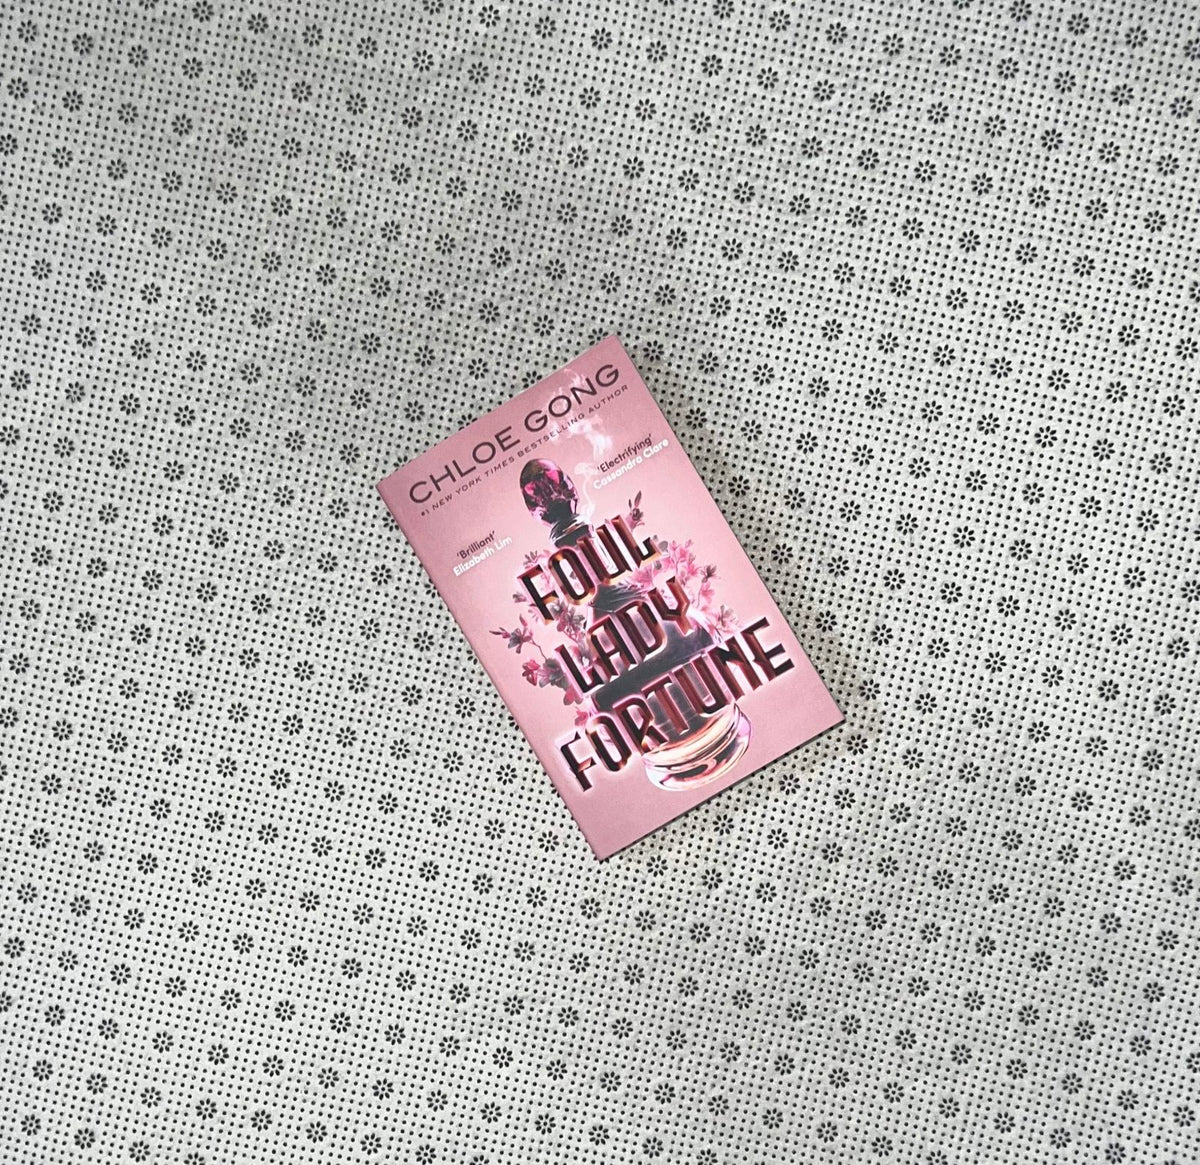 CHLOE GONG
#1 NEW YORK TIMES BESTSELLING AUTHOR
'Electrifying'
Cassandra Clare
'Brilliant'
Elizabeth Lim
FOUL
LADY
FORTUNE